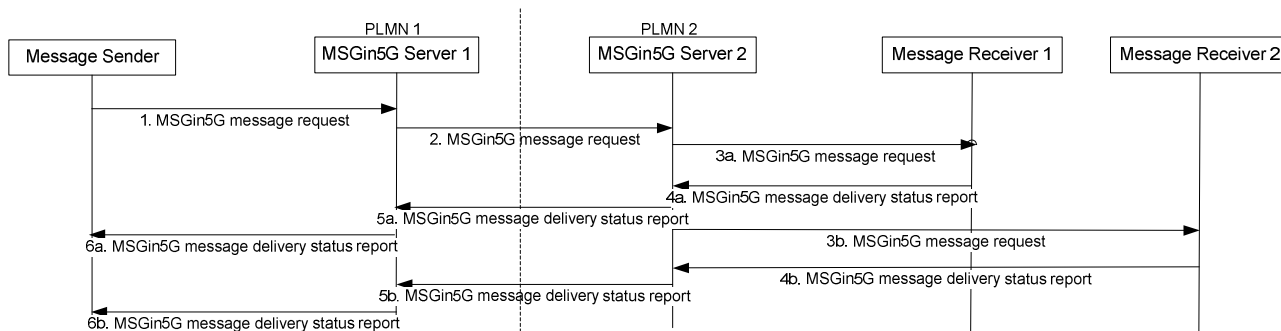 PLMN 1
PLMN 2
Message Sender
MSGin5G Server 1
MSGin5G Server 2
Message Receiver 1
Message Receiver 2
1. MSGin5G message request
2. MSGin5G message request
3a. MSGin5G message request
4a. MSGin5G message delivery status report
5a. MSGin5G message delivery status report
6a. MSGin5G message delivery status report
3b. MSGin5G message request
4b. MSGin5G message delivery status report
5b. MSGin5G message delivery status report
6b. MSGin5G message delivery status report